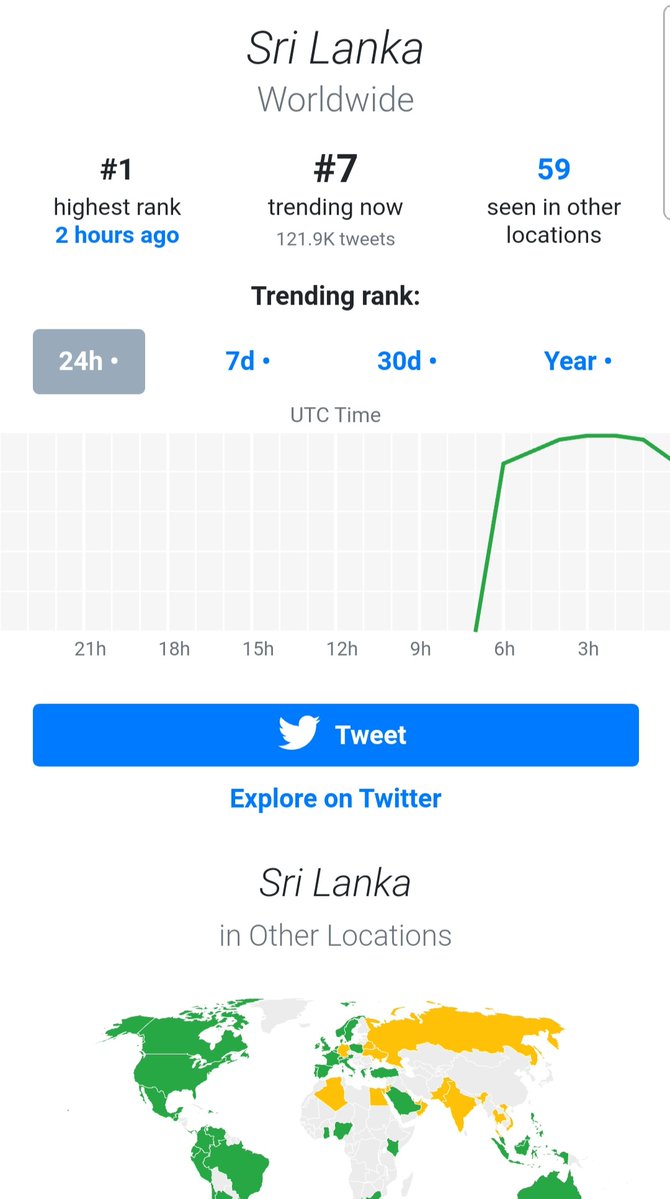 Sri Lanka
Worldwide
#1
highest rank
2 hours ago
#7
trending now
121.9K tweets
59
seen in other
locations
Trending rank:
24h •
7d •
30d •
Year •
UTC Time
21h
18h
15h
12h
9h
6h
3h
Tweet
Explore on Twitter
Sri Lanka
in Other Locations